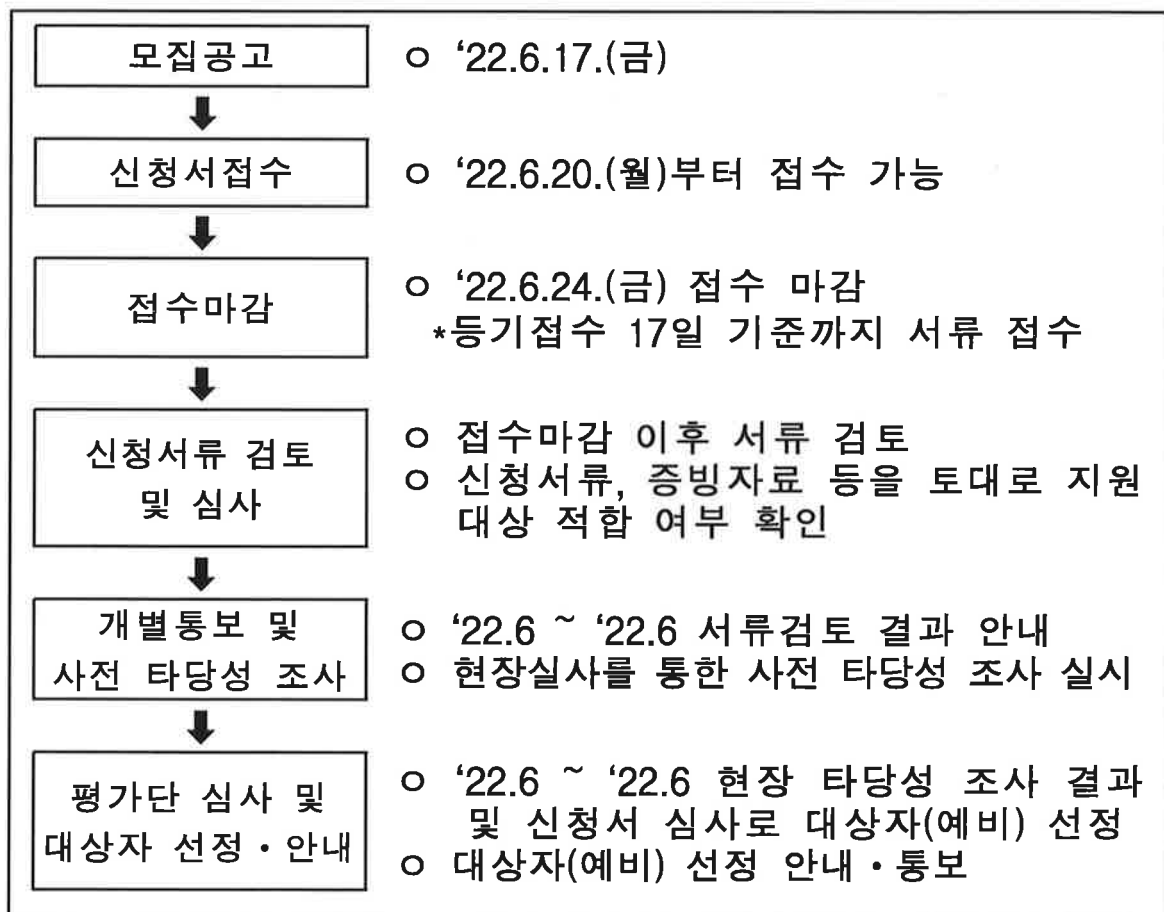 모집공고
ㅇ ‘22.6.17.(금)
신청서접수
ㅇ ‘22.6.20.(월)부터 접수 가능
접수마감
ㅇ ‘22.6.24.(금) 접수 마감
*등기접수 17일 기준까지 서류 접수
신청서류 검토
및 심사
ㅇ 접수마감 이후 서류 검토
ㅇ 신청서류, 증빙자료 등을 토대로 지원
대상 적합 여부 확인
개별통보 및
사전 타당성 조사
ㅇ ‘22.6 ~ ‘22.6 서류검토 결과 안내
ㅇ 현장실사를 통한 사전 타당성 조사 실시
평가단 심사 및
대상자 선정・안내
ㅇ ‘22.6 ~ ‘22.6 현장 타당성 조사 결과
및 신청서 심사로 대상자(예비) 선정
ㅇ 대상자(예비) 선정 안내・통보